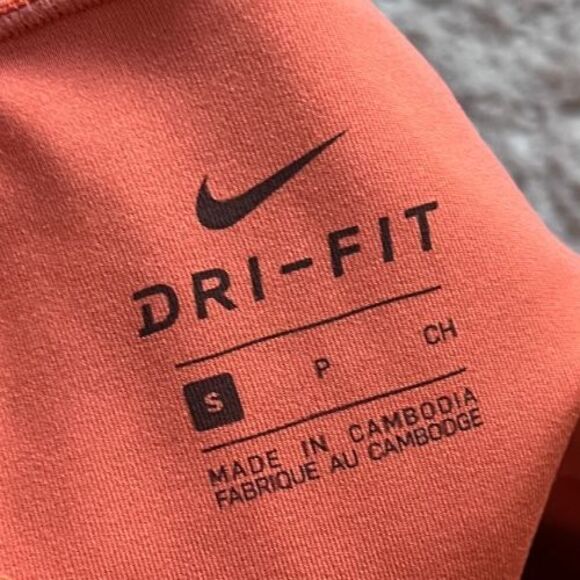 DRI-FIT
S P CH
MADE IN CAMBODIA
FABRIQUE AU CAMBODGE